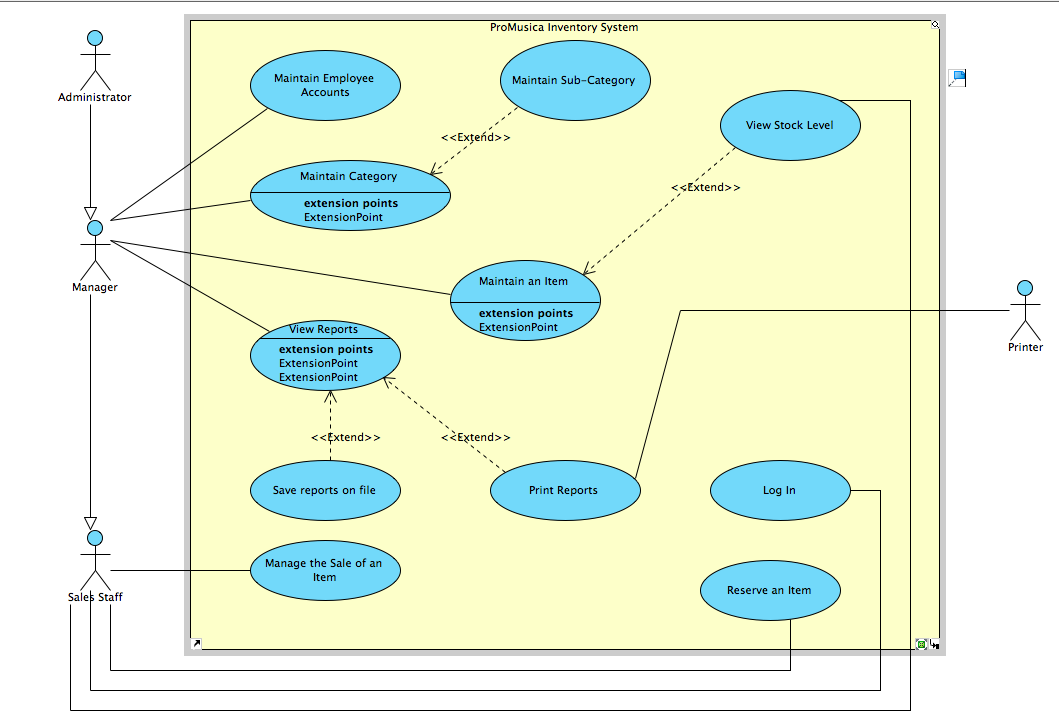 ProMusica Inventory System
Administrator
Maintain Employee
Accounts
Maintain Sub-Category
View Stock Level
<<Extend>>
Maintain Category
extension points
ExtensionPoint
<<Extend>>
Manager
Maintain an Item
extension points
ExtensionPoint
Printer
View Reports
extension points
ExtensionPoint
ExtensionPoint
<<Extend>>
<<Extend>>
Save reports on file
Print Reports
Log In
Manage the Sale of an
Item
Reserve an Item
Sales Staff